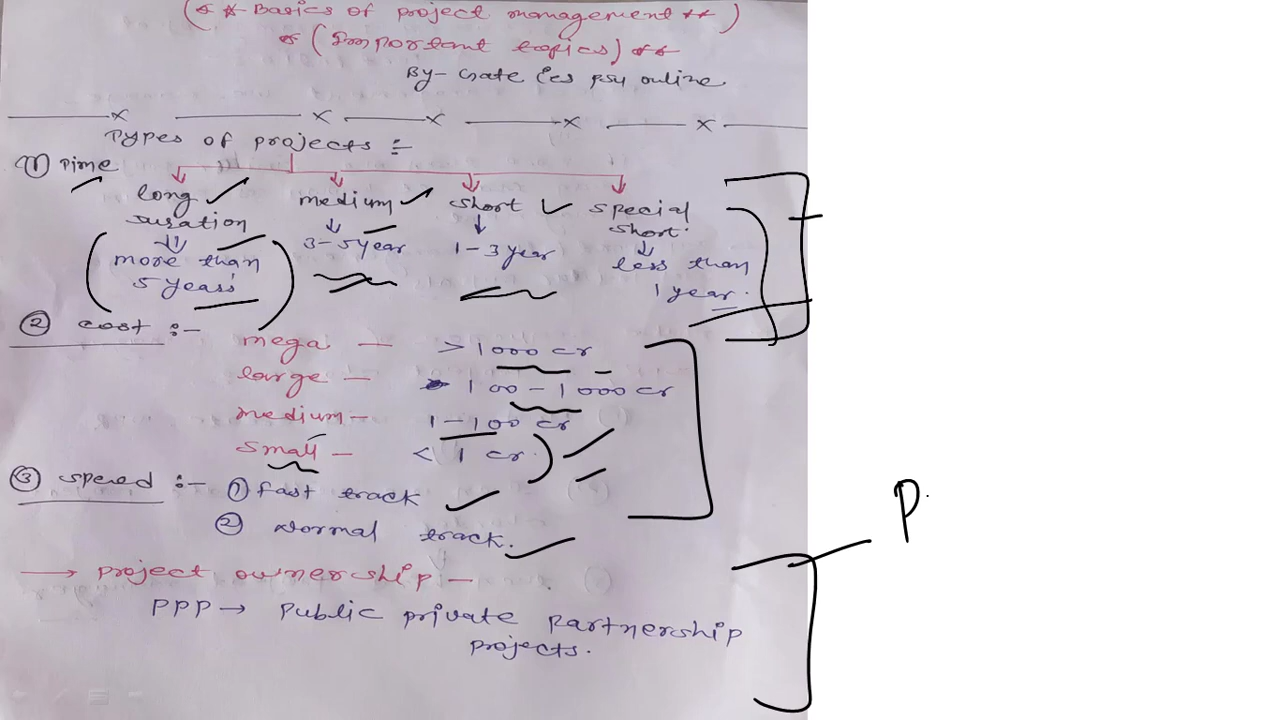 (** Basics of project management **)
* (Important topics) **
By- Gate ies psu online
Types of projects :-
① Time
long duration
more than 5 years
medium
3-5 year
short
1-3 year
special short.
less than 1 year.
② cost :-
mega — > 1000 cr
large — 100 - 1000 cr
medium - 1-100 cr
small — < 1 cr.
③ speed :- ① fast track
② Normal track.
→ project ownership -
PPP → public private partnership
projects.
P.